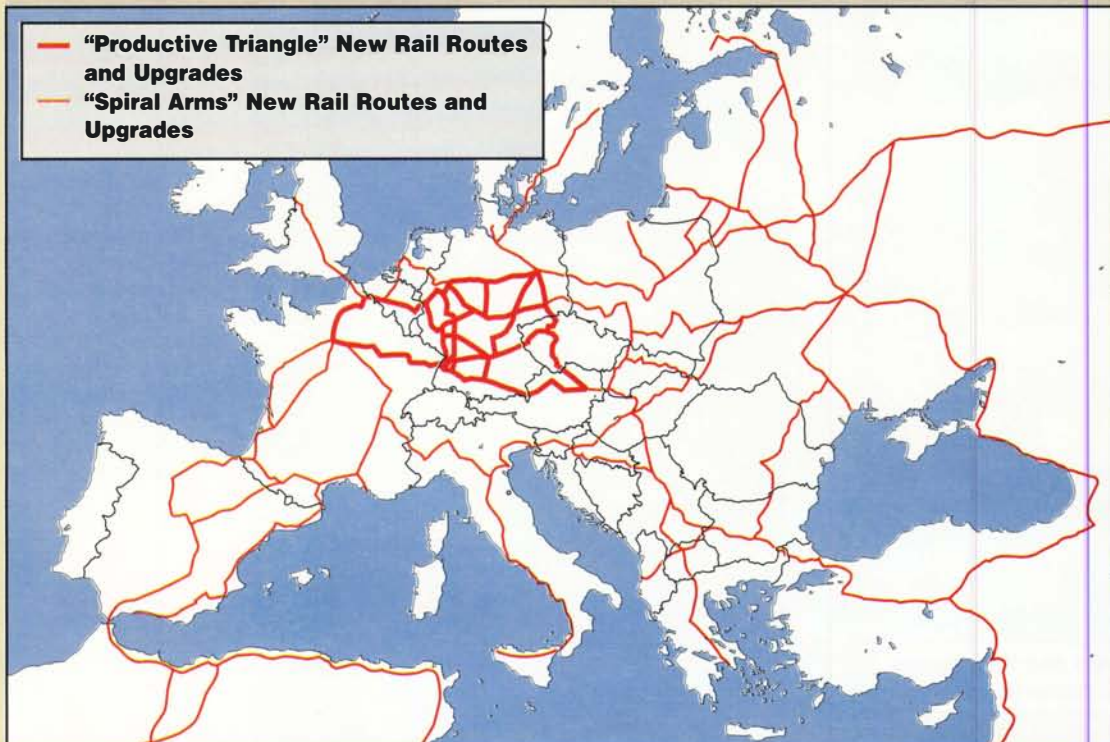 “Productive Triangle” New Rail Routes
and Upgrades
“Spiral Arms” New Rail Routes and
Upgrades